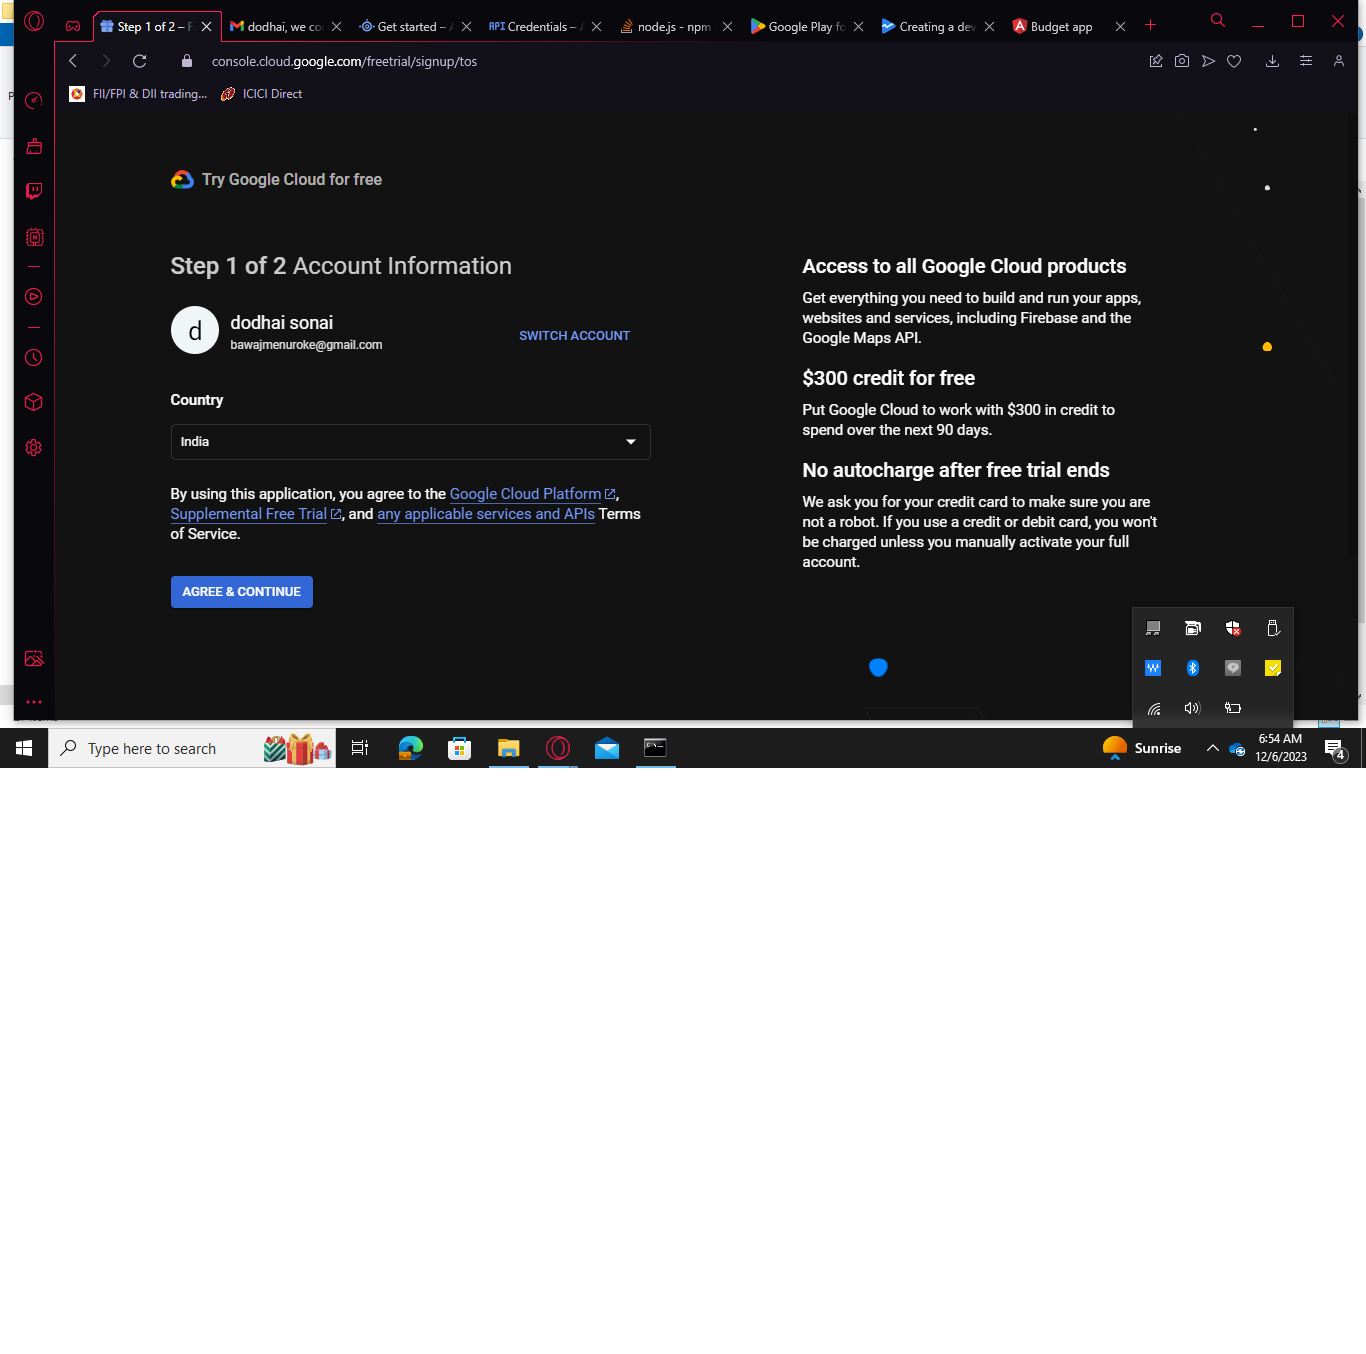 Step 1 of 2 – F
dodhai, we co
Get started –
API Credentials –
node.js - npm
Google Play fo
Creating a dev
Budget app
console.cloud.google.com/freetrial/signup/tos
FII/FPI & DII trading...
ICICI Direct
Try Google Cloud for free
Step 1 of 2 Account Information
d
dodhai sonai
bawajmenuroke@gmail.com
SWITCH ACCOUNT
Country
India
By using this application, you agree to the Google Cloud Platform,
Supplemental Free Trial, and any applicable services and APIs Terms
of Service.
AGREE & CONTINUE
Access to all Google Cloud products
Get everything you need to build and run your apps,
websites and services, including Firebase and the
Google Maps API.
$300 credit for free
Put Google Cloud to work with $300 in credit to
spend over the next 90 days.
No autocharge after free trial ends
We ask you for your credit card to make sure you are
not a robot. If you use a credit or debit card, you won't
be charged unless you manually activate your full
account.
Type here to search
Sunrise
6:54 AM
12/6/2023
4